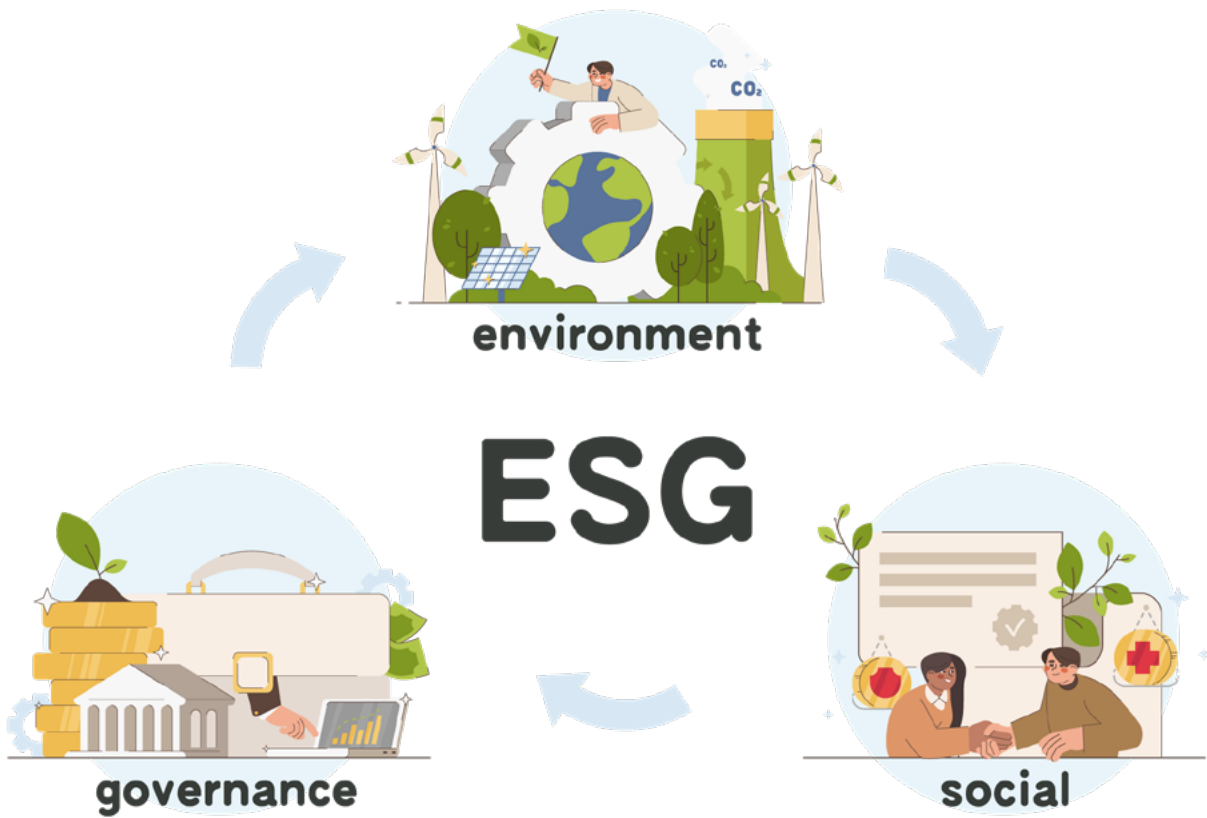 CO₂
CO₂
environment
ESG
governance
social